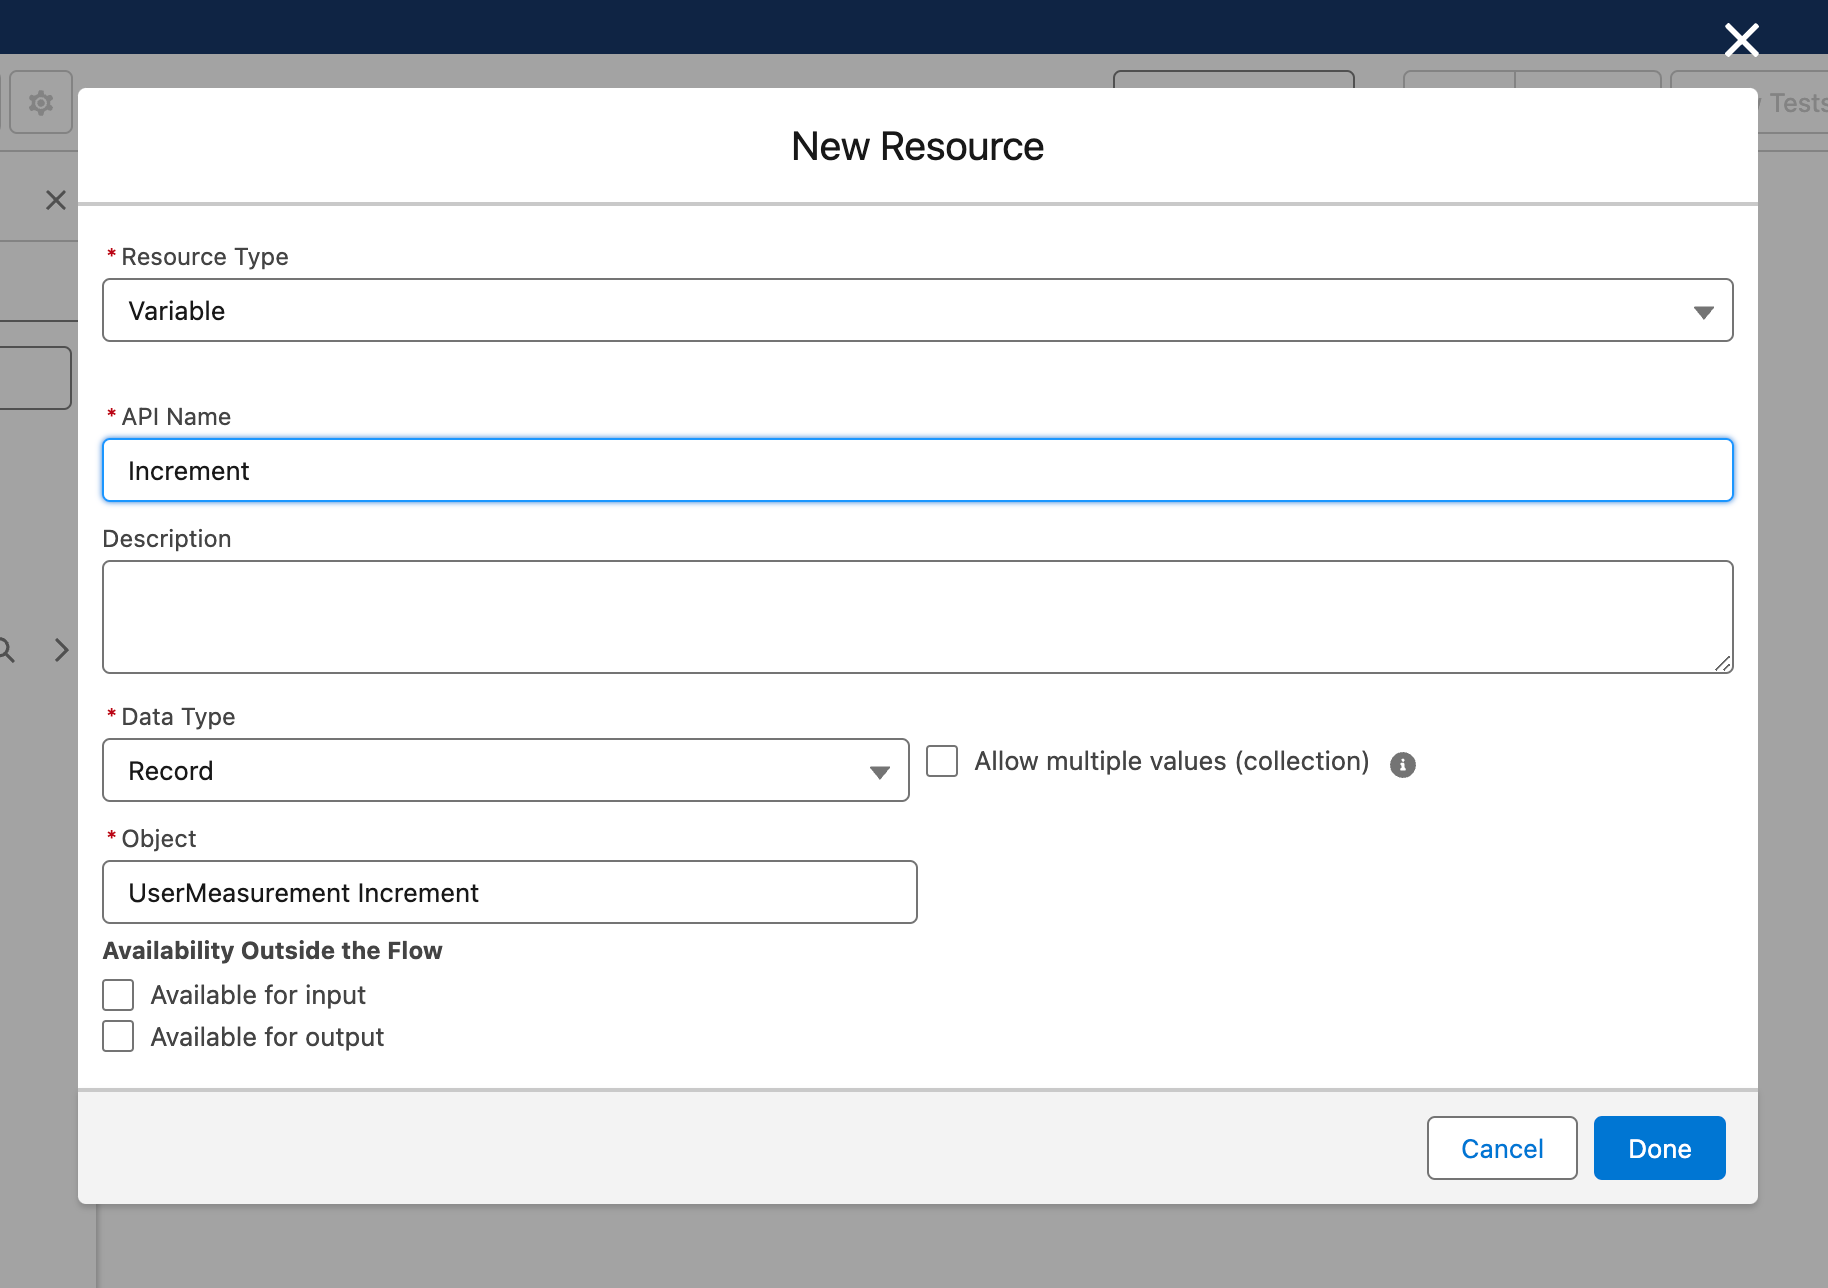 Tests
New Resource
* Resource Type
Variable
* API Name
Increment
Description
* Data Type
Record
Allow multiple values (collection)
* Object
UserMeasurement Increment
Availability Outside the Flow
Available for input
Available for output
Cancel
Done